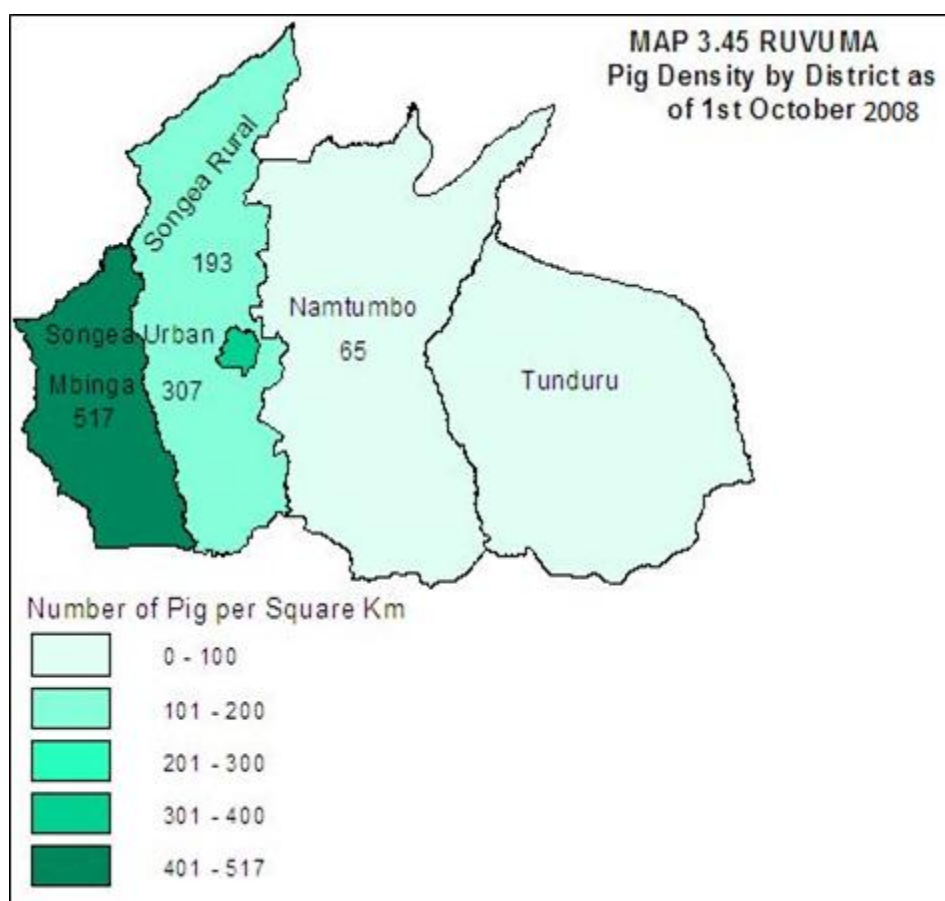 MAP 3.45 RUVUMA
Pig Density by District as
of 1st October 2008
Songea Rural
193
Namtumbo
65
Songea Urban
307
Mbinga
517
Tunduru
Number of Pig per Square Km
0 - 100
101 - 200
201 - 300
301 - 400
401 - 517